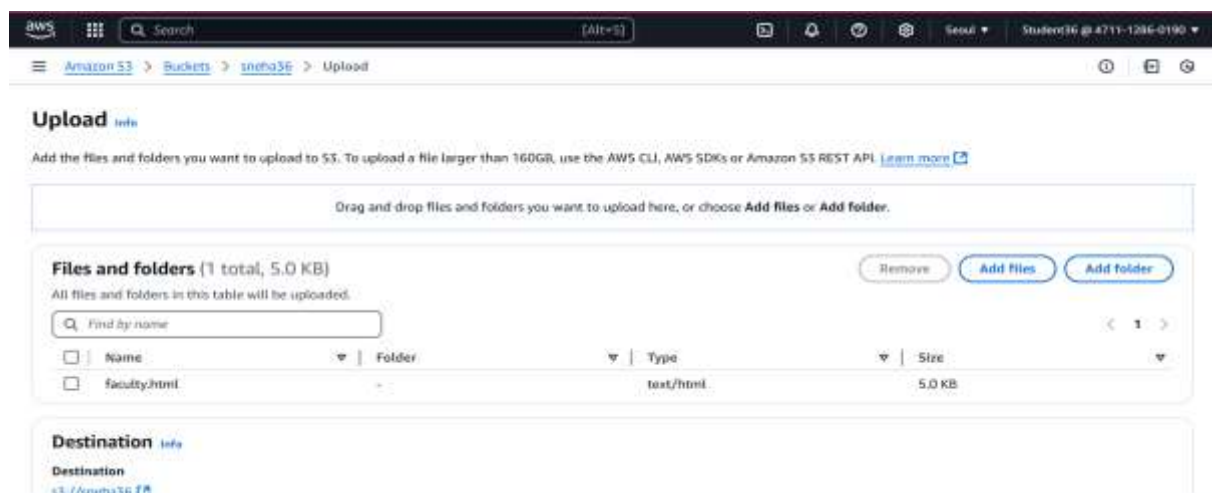 aws Search [Alt+S] Seoul ▼ Student36 @ 4711-1286-0190 ▼
Amazon S3 > Buckets > sneha36 > Upload
Upload Info
Add the files and folders you want to upload to S3. To upload a file larger than 160GB, use the AWS CLI, AWS SDKs or Amazon S3 REST API. Learn more
Drag and drop files and folders you want to upload here, or choose Add files or Add folder.
Files and folders (1 total, 5.0 KB) Remove Add files Add folder
All files and folders in this table will be uploaded.
Find by name < 1 >
Name Folder Type Size
faculty.html - text/html 5.0 KB
Destination Info
Destination
s3://sneha36